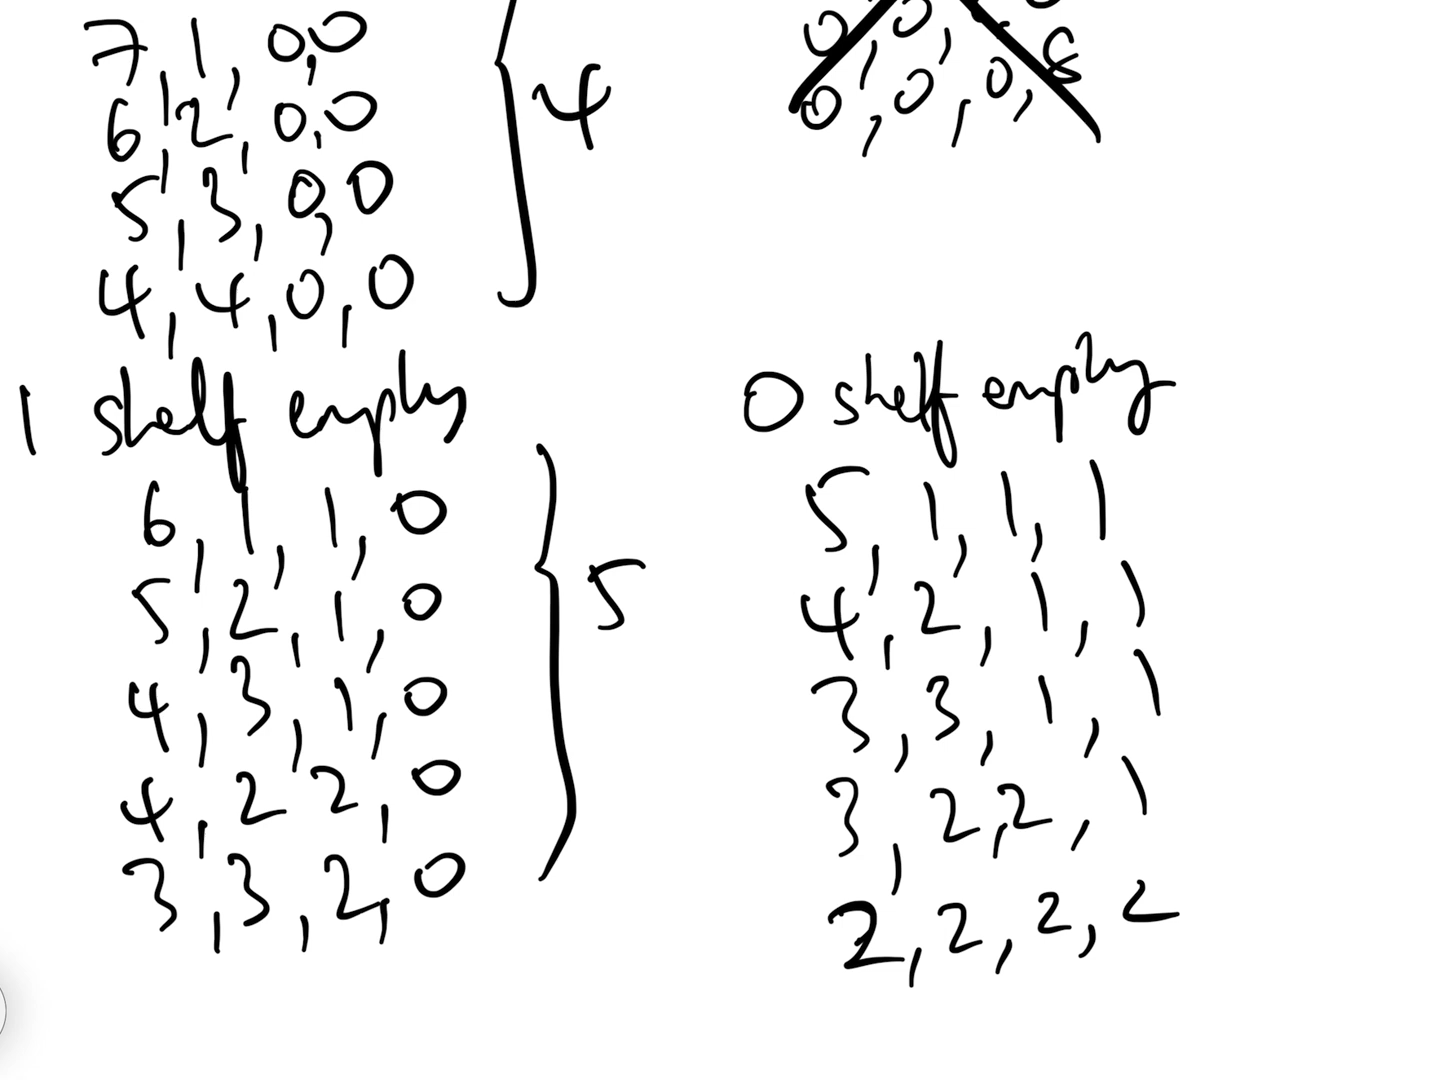 7, 1, 0, 0
6, 2, 0, 0
5, 3, 0, 0
4, 4, 0, 0
4
0, 0,
0, 0, 0, 8
1 shelf empty
6, 1, 1, 0
5, 2, 1, 0
4, 3, 1, 0
4, 2 2, 0
3, 3, 2, 0
5
0 shelf empty
5, 1, 1, 1
4, 2, 1, 1
3, 3, 1, 1
3, 2, 2, 1
2, 2, 2, 2